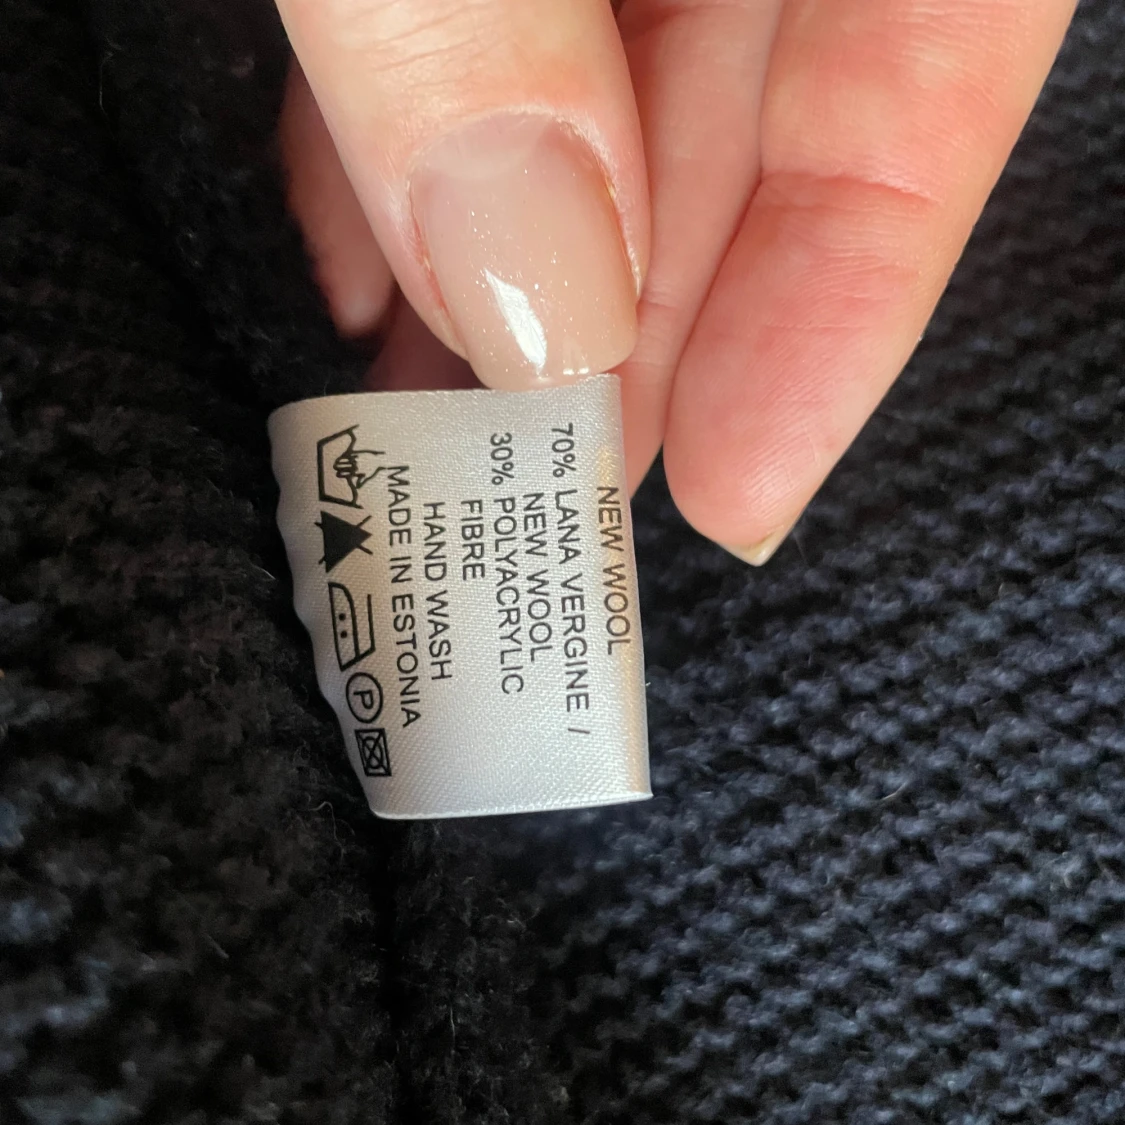 NEW WOOL
70% LANA VERGINE /
NEW WOOL
30% POLYACRYLIC
FIBRE
HAND WASH
MADE IN ESTONIA
P